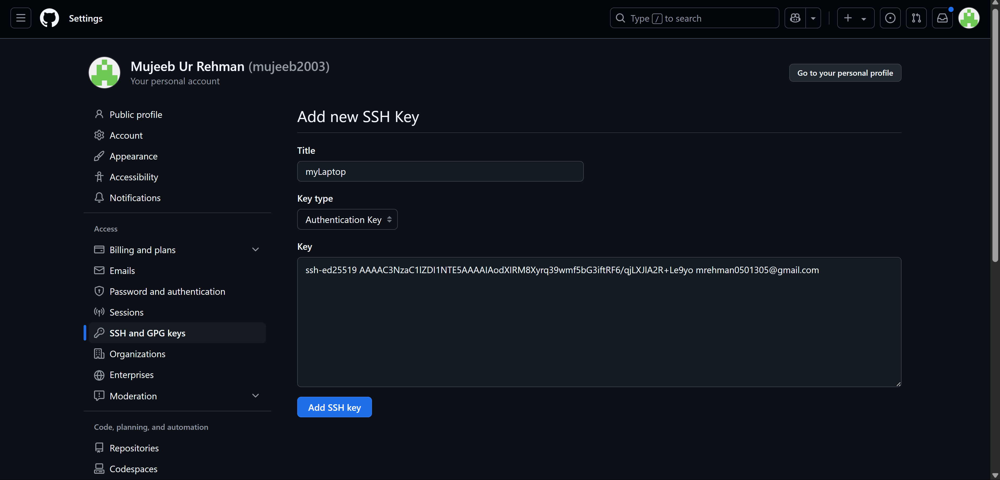 Settings
Type / to search
Mujeeb Ur Rehman (mujeeb2003)
Your personal account
Go to your personal profile
Public profile
Account
Appearance
Accessibility
Notifications
Access
Billing and plans
Emails
Password and authentication
Sessions
SSH and GPG keys
Organizations
Enterprises
Moderation
Code, planning, and automation
Repositories
Codespaces
Add new SSH Key
Title
myLaptop
Key type
Authentication Key
Key
ssh-ed25519 AAAAC3NzaC1lZDI1NTE5AAAAIAodXIRM8Xyrq39wmf5bG3iftRF6/qjLXJlA2R+Le9yo mrehman0501305@gmail.com
Add SSH key